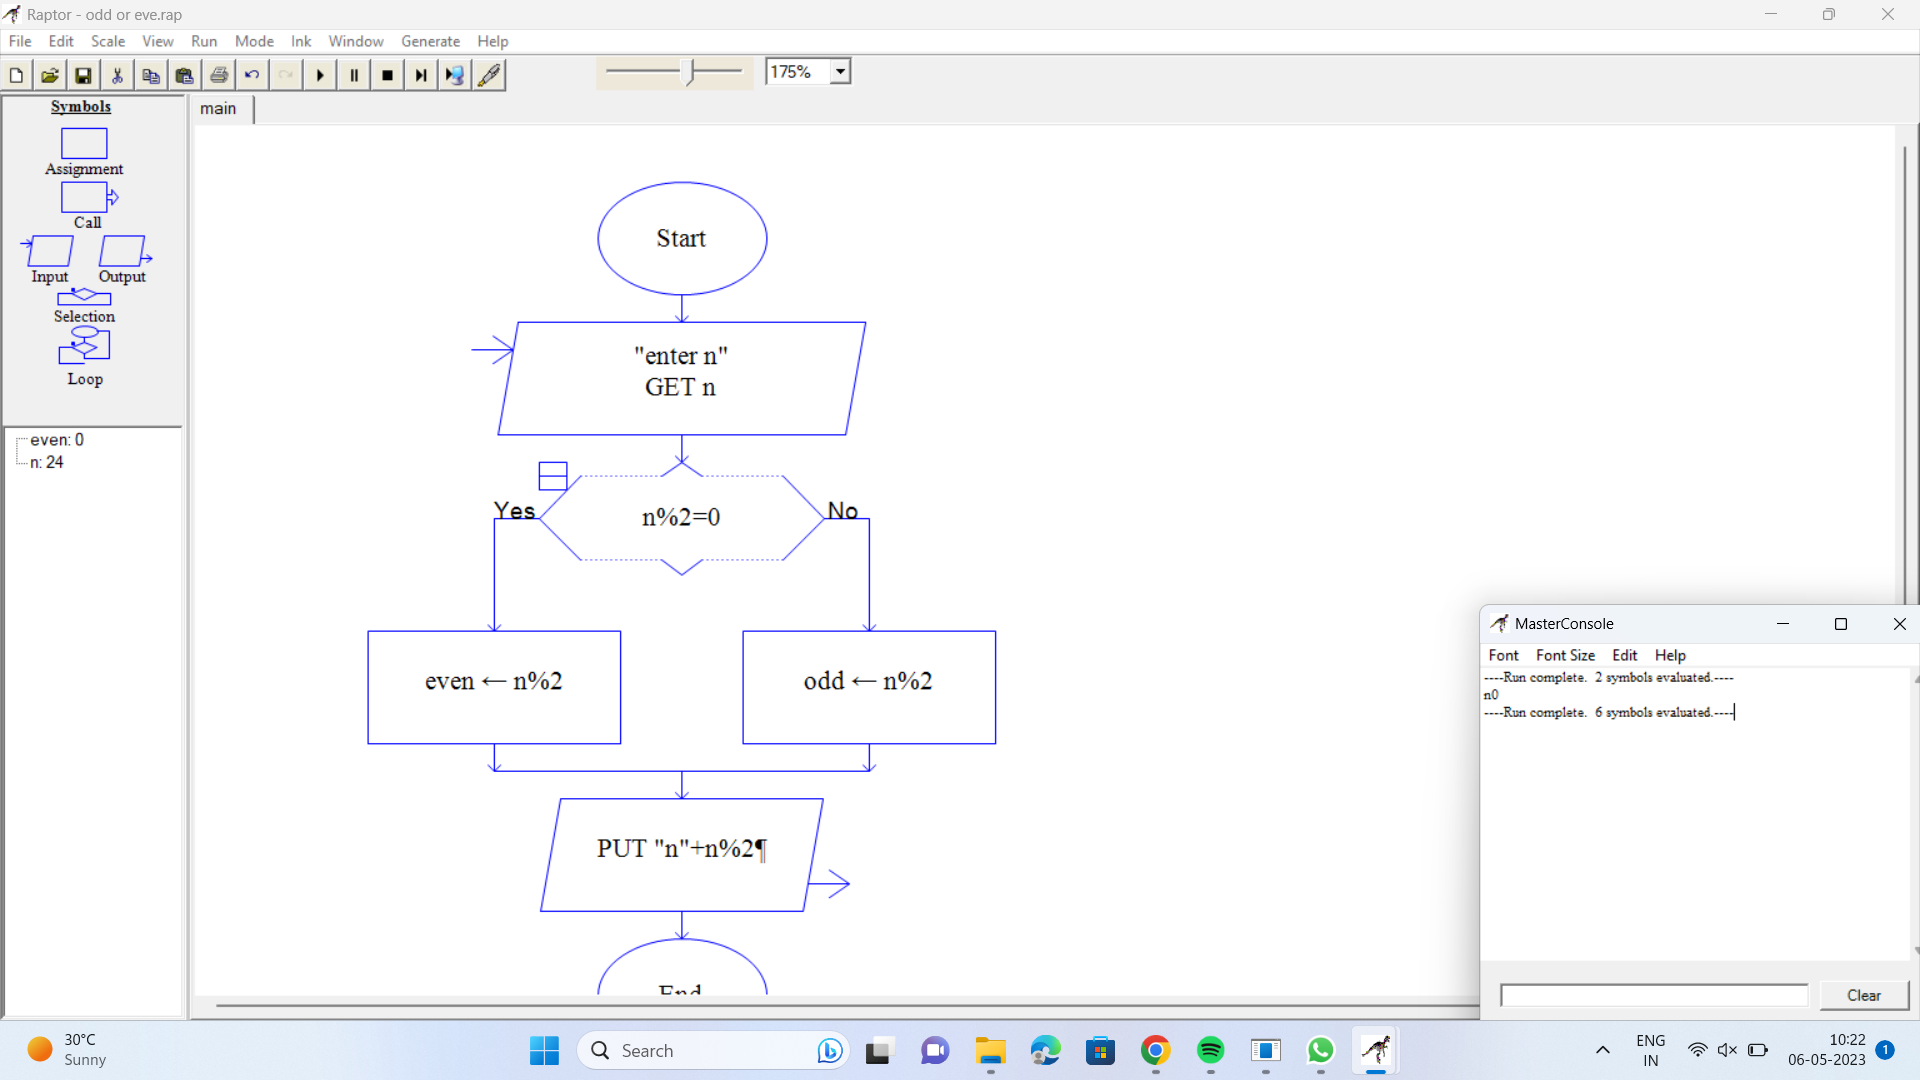 Raptor - odd or eve.rap
File Edit Scale View Run Mode Ink Window Generate Help
175%
Symbols
Assignment
Call
Input Output
Selection
Loop
even: 0
n: 24
main
Start
"enter n"
GET n
Yes
n%2=0
No
even ← n%2
odd ← n%2
PUT "n"+n%2¶
End
MasterConsole
Font Font Size Edit Help
----Run complete.  2 symbols evaluated.----
n0
----Run complete.  6 symbols evaluated.----
Clear
30°C
Sunny
Search
ENG
IN
10:22
06-05-2023
1